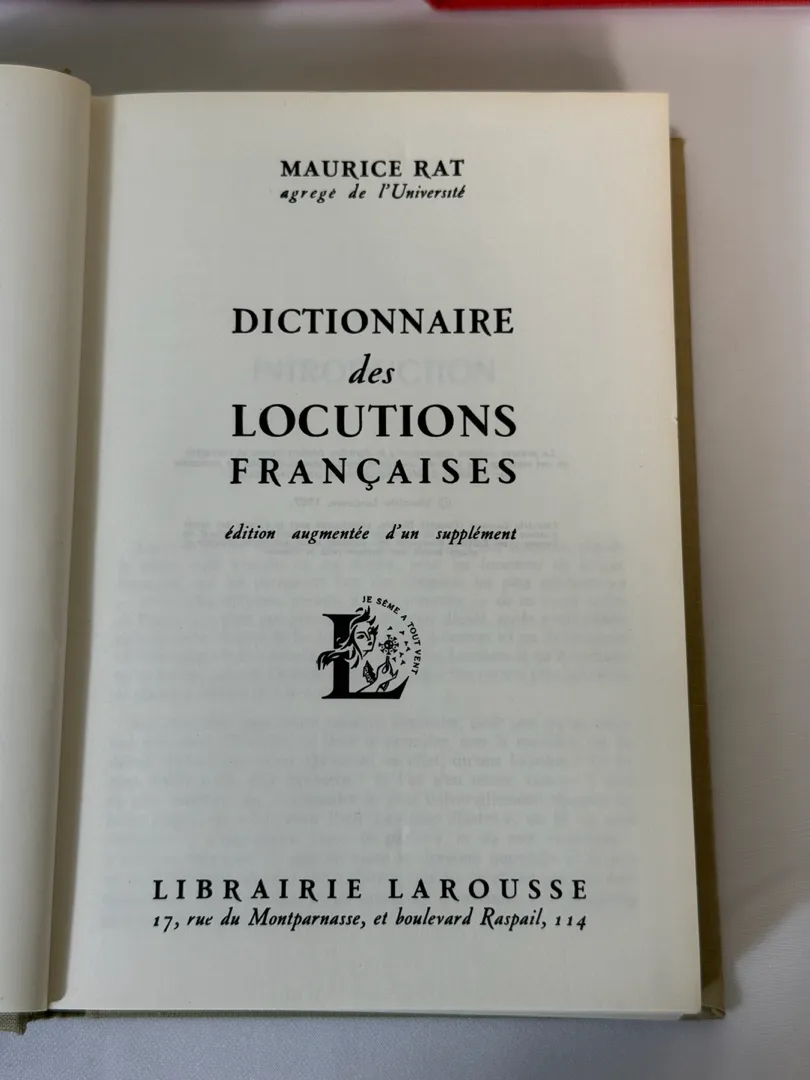 MAURICE RAT
agregé de l'Université
DICTIONNAIRE
des
LOCUTIONS
FRANÇAISES
édition augmentée d'un supplément
JE SÈME A TOUT VENT
L
LIBRAIRIE LAROUSSE
17, rue du Montparnasse, et boulevard Raspail, 114